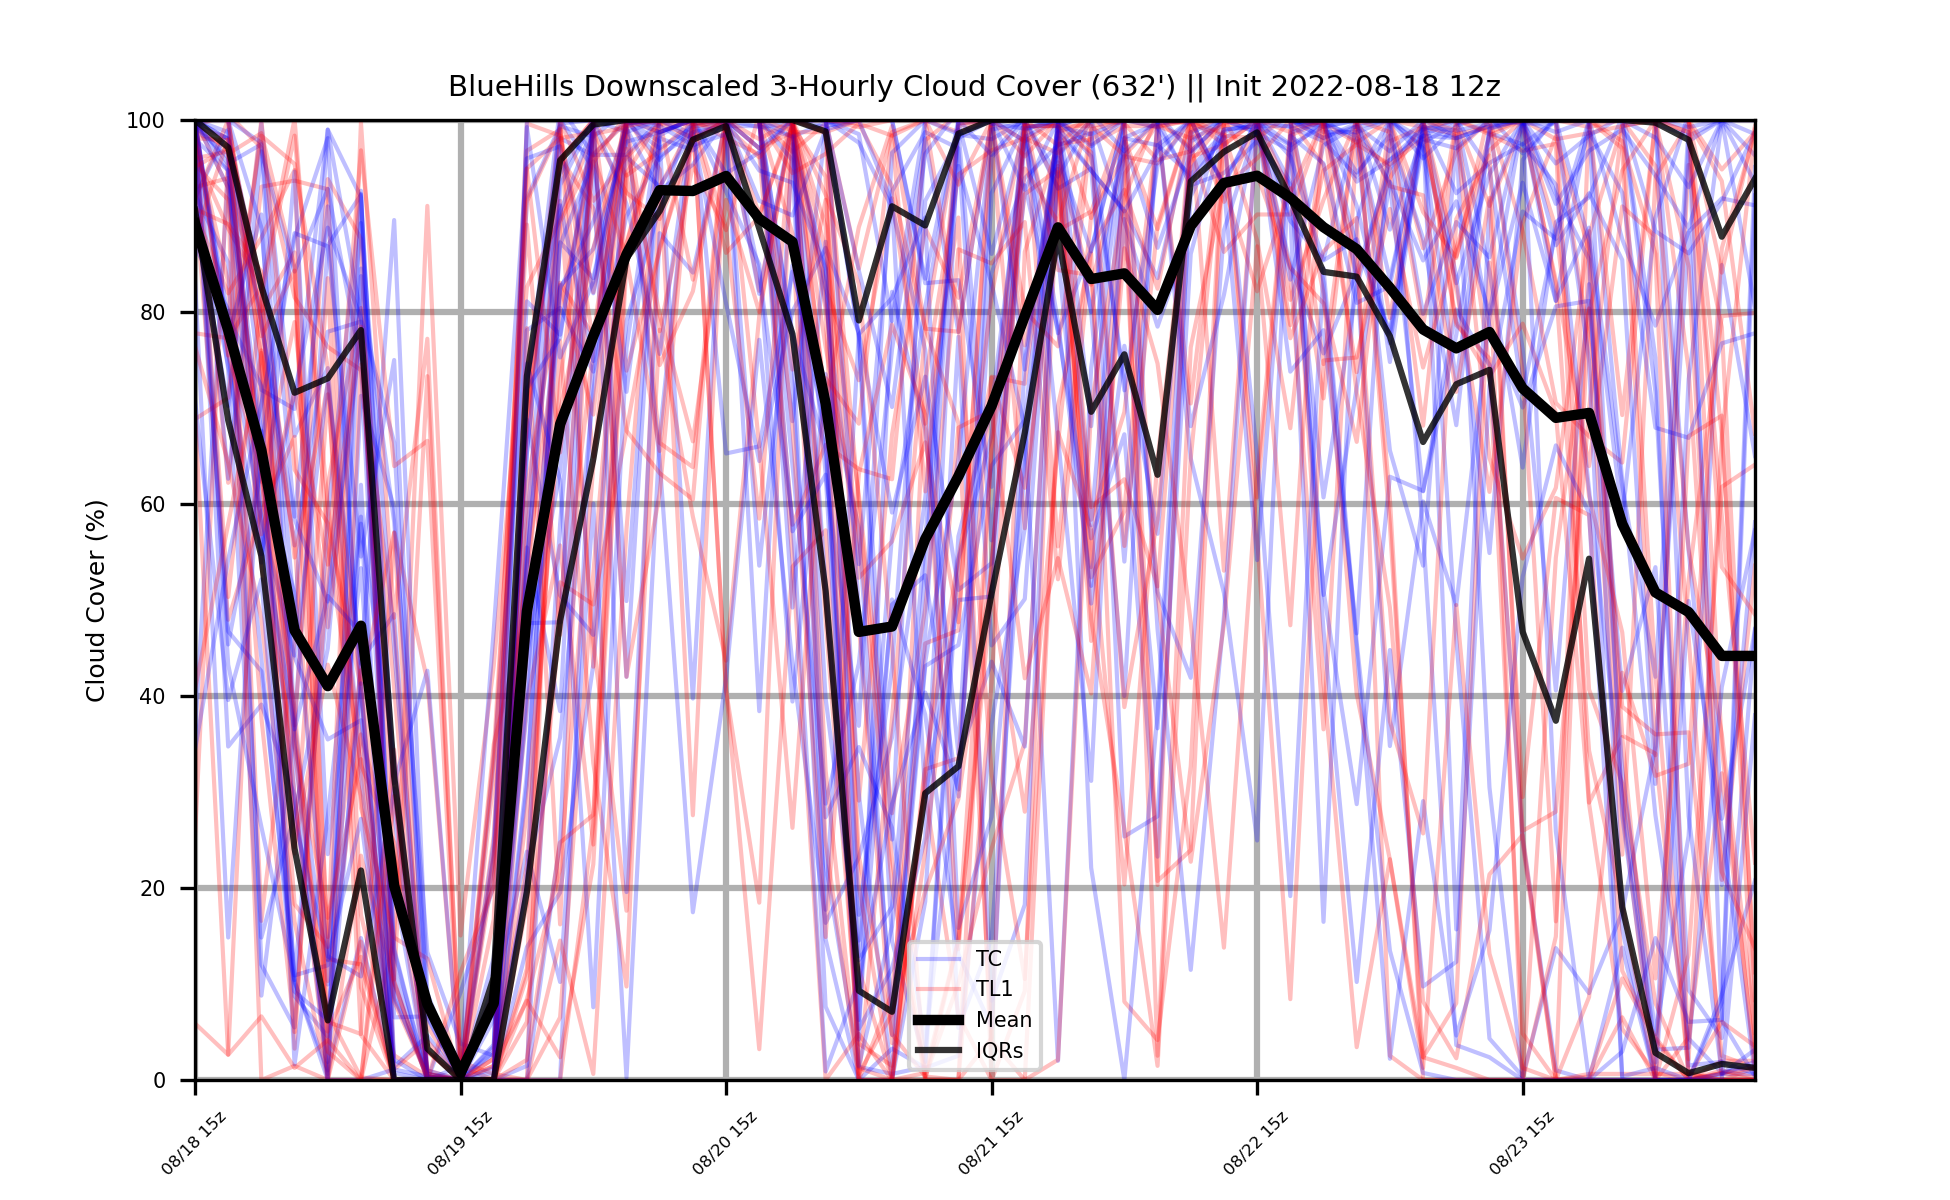 BlueHills Downscaled 3-Hourly Cloud Cover (632') || Init 2022-08-18 12z
Cloud Cover (%)
100
80
60
40
20
0
TC
TL1
Mean
IQRs
08/18 15z
08/19 15z
08/20 15z
08/21 15z
08/22 15z
08/23 15z